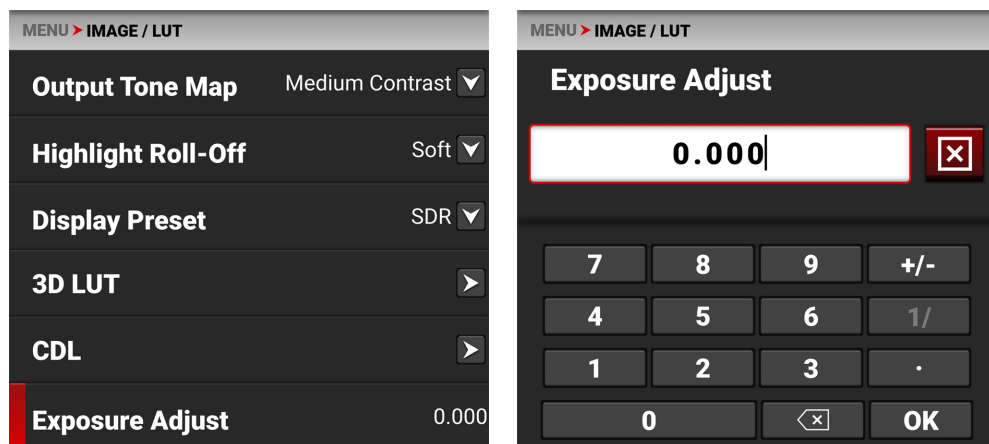 MENU IMAGE / LUT
Output Tone Map Medium Contrast
Highlight Roll-Off Soft
Display Preset SDR
3D LUT
CDL
Exposure Adjust 0.000
MENU IMAGE / LUT
Exposure Adjust
0.000
7 8 9 +/-
4 5 6 1/
1 2 3 .
0 OK